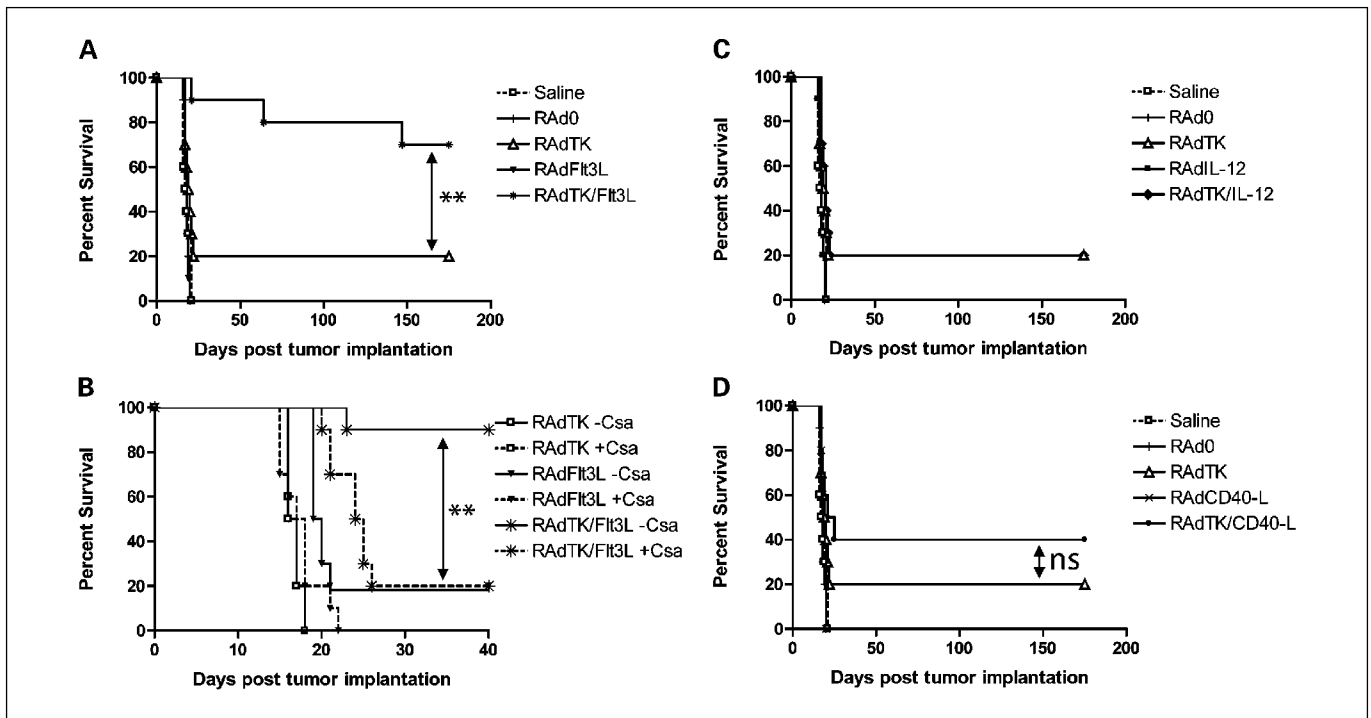 A
Percent Survival
100
80
60
40
20
0
0 50 100 150 200
Days post tumor implantation
**
Saline
RAd0
RAdTK
RAdFlt3L
RAdTK/Flt3L
C
Percent Survival
100
80
60
40
20
0
0 50 100 150 200
Days post tumor implantation
Saline
RAd0
RAdTK
RAdIL-12
RAdTK/IL-12
B
Percent Survival
100
80
60
40
20
0
0 10 20 30 40
Days post tumor implantation
**
RAdTK -Csa
RAdTK +Csa
RAdFlt3L -Csa
RAdFlt3L +Csa
RAdTK/Flt3L -Csa
RAdTK/Flt3L +Csa
D
Percent Survival
100
80
60
40
20
0
0 50 100 150 200
Days post tumor implantation
ns
Saline
RAd0
RAdTK
RAdCD40-L
RAdTK/CD40-L